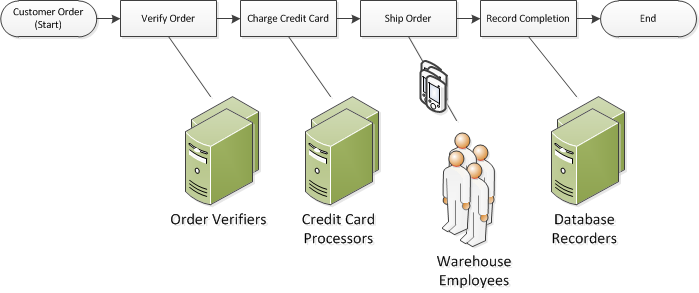 Customer Order
(Start)
Verify Order
Charge Credit Card
Ship Order
Record Completion
End
Order Verifiers
Credit Card
Processors
Warehouse
Employees
Database
Recorders